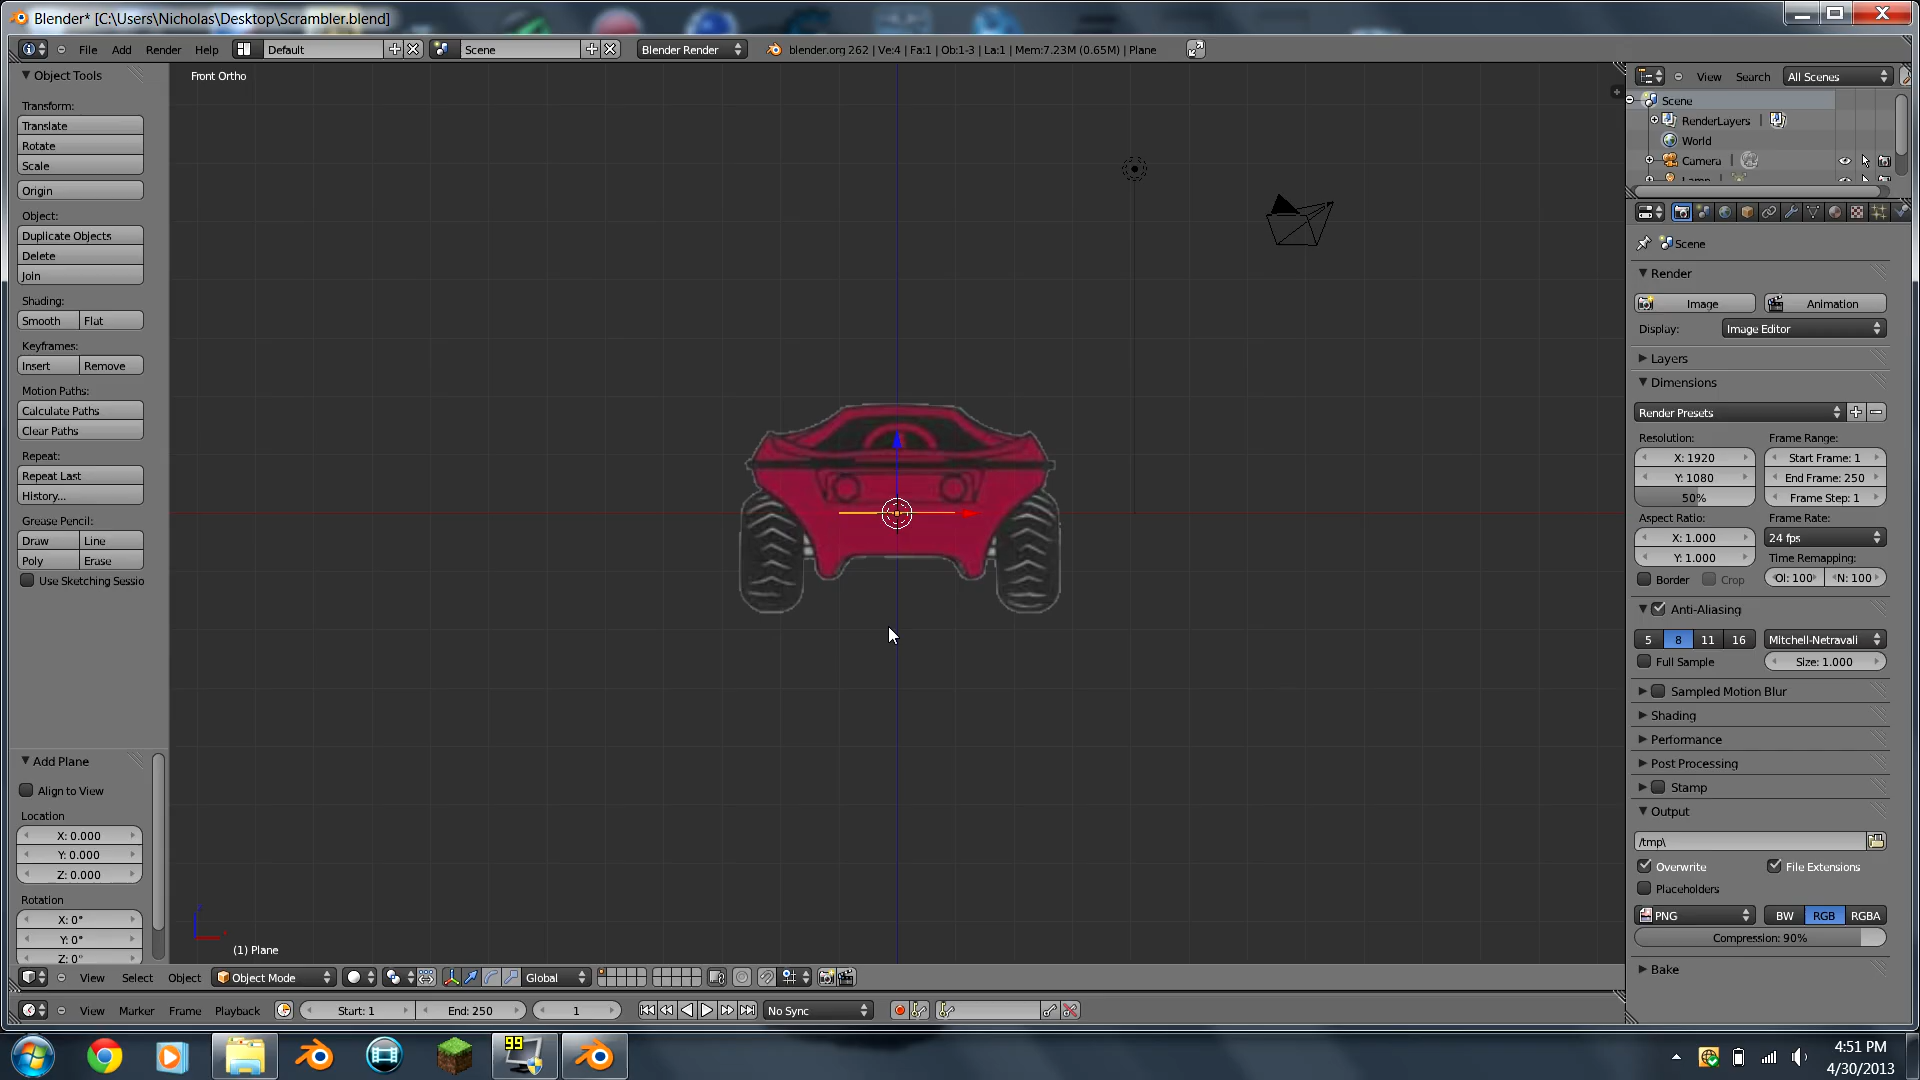 Blender* [C:\Users\Nicholas\Desktop\Scrambler.blend]
File Add Render Help Default Scene Blender Render blender.org 262 | Ve:4 | Fa:1 | Ob:1-3 | La:1 | Mem:7.23M (0.65M) | Plane
Object Tools
Transform:
Translate
Rotate
Scale
Origin
Object:
Duplicate Objects
Delete
Join
Shading:
Smooth Flat
Keyframes:
Insert Remove
Motion Paths:
Calculate Paths
Clear Paths
Repeat:
Repeat Last
History...
Grease Pencil:
Draw Line
Poly Erase
Use Sketching Sessio
Add Plane
Align to View
Location
X: 0.000
Y: 0.000
Z: 0.000
Rotation
X: 0°
Y: 0°
Z: 0°
Front Ortho
(1) Plane
View Select Object Object Mode Global
View Marker Frame Playback Start: 1 End: 250 1 No Sync
View Search All Scenes
Scene
RenderLayers |
World
Camera |
Lamp
Scene
Render
Image Animation
Display: Image Editor
Layers
Dimensions
Render Presets
Resolution: Frame Range:
X: 1920 Start Frame: 1
Y: 1080 End Frame: 250
50% Frame Step: 1
Aspect Ratio: Frame Rate:
X: 1.000 24 fps
Y: 1.000 Time Remapping:
Border Crop Ol: 100 N: 100
Anti-Aliasing
5 8 11 16 Mitchell-Netravali
Full Sample Size: 1.000
Sampled Motion Blur
Shading
Performance
Post Processing
Stamp
Output
/tmp\
Overwrite File Extensions
Placeholders
PNG BW RGB RGBA
Compression: 90%
Bake
99
4:51 PM
4/30/2013